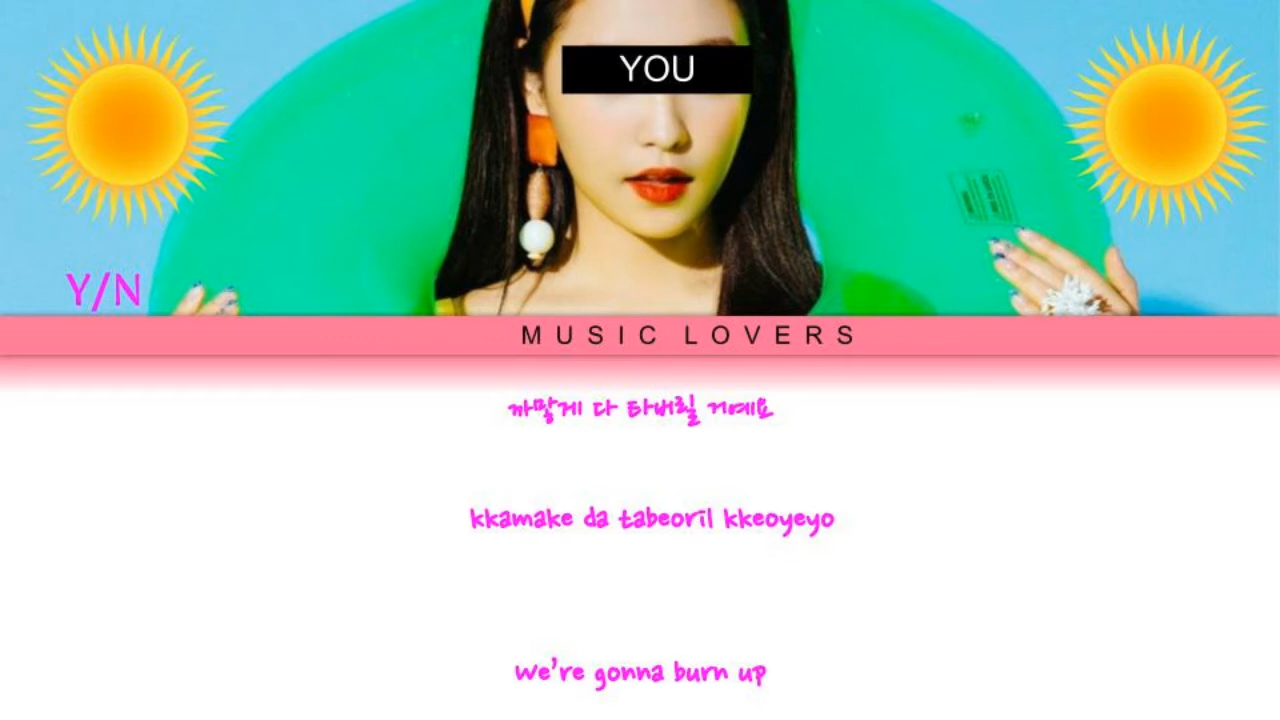 YOU
Y/N
MUSIC LOVERS
까맣게 다 타버릴 거예요
kkamake da tabeoril kkeoyeyo
we're gonna burn up